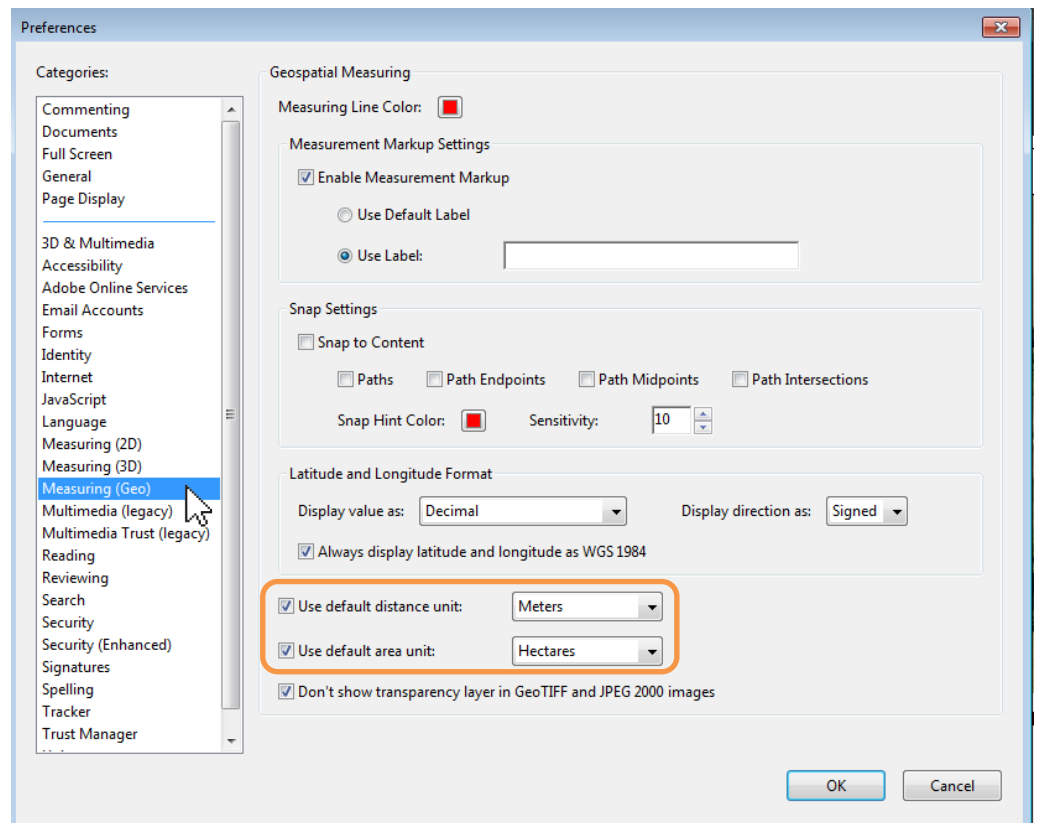 Preferences
Categories:
Commenting
Documents
Full Screen
General
Page Display
3D & Multimedia
Accessibility
Adobe Online Services
Email Accounts
Forms
Identity
Internet
JavaScript
Language
Measuring (2D)
Measuring (3D)
Measuring (Geo)
Multimedia (legacy)
Multimedia Trust (legacy)
Reading
Reviewing
Search
Security
Security (Enhanced)
Signatures
Spelling
Tracker
Trust Manager
Geospatial Measuring
Measuring Line Color:
Measurement Markup Settings
Enable Measurement Markup
Use Default Label
Use Label:
Snap Settings
Snap to Content
Paths Path Endpoints Path Midpoints Path Intersections
Snap Hint Color: Sensitivity: 10
Latitude and Longitude Format
Display value as: Decimal Display direction as: Signed
Always display latitude and longitude as WGS 1984
Use default distance unit: Meters
Use default area unit: Hectares
Don't show transparency layer in GeoTIFF and JPEG 2000 images
OK Cancel